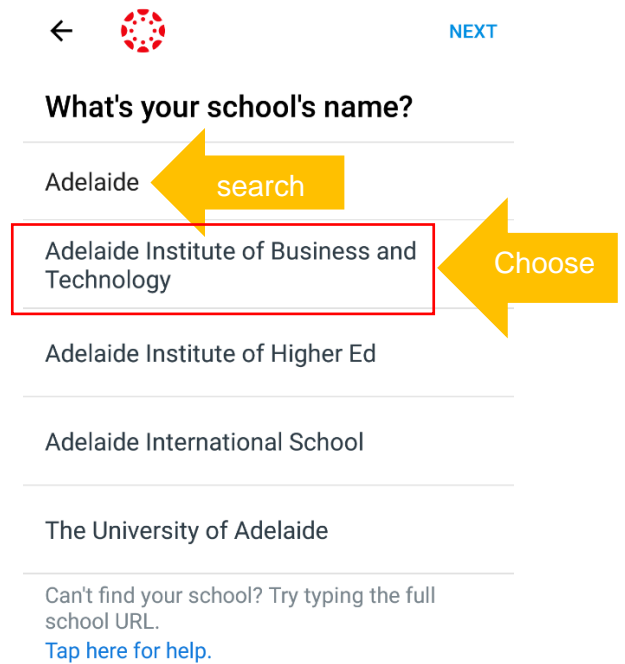 NEXT
What's your school's name?
Adelaide
search
Adelaide Institute of Business and
Technology
Choose
Adelaide Institute of Higher Ed
Adelaide International School
The University of Adelaide
Can't find your school? Try typing the full
school URL.
Tap here for help.